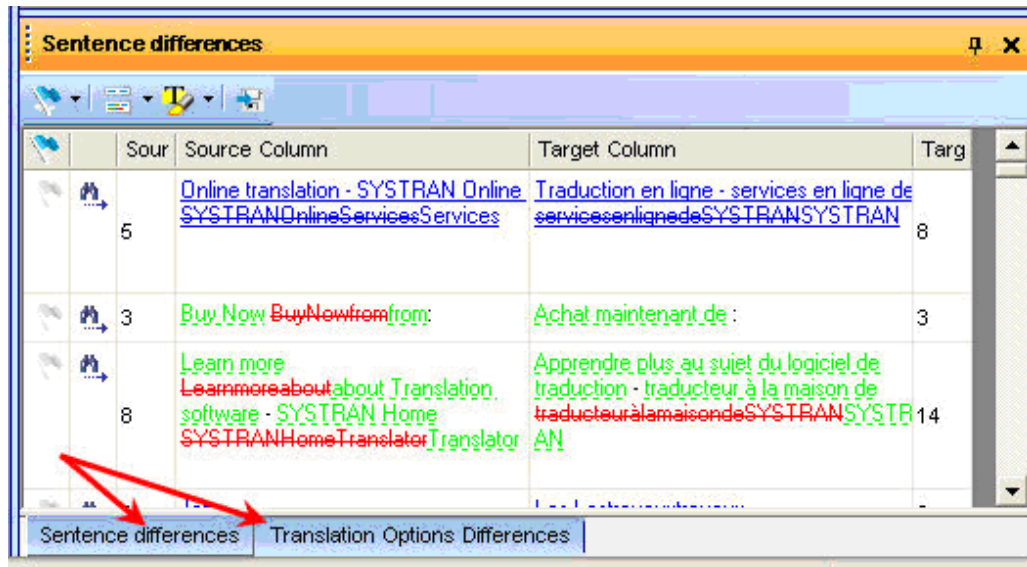 Sentence differences
Sour Source Column Target Column Targ
Online translation - SYSTRAN Online Traduction en ligne - services en ligne de
SYSTRANOnlineServicesServices servicesenlignedeSYSTRANSYSTRAN
5 8
3 Buy Now BuyNowfromfrom: Achat maintenant de : 3
Learn more Apprendre plus au sujet du logiciel de
Learnmoreaboutabout Translation traduction - traducteur à la maison de
software - SYSTRAN Home traducteuràlamaisondeSYSTRANSYSTR
8 14
SYSTRANHomeTranslatorTranslator AN
Sentence differences Translation Options Differences